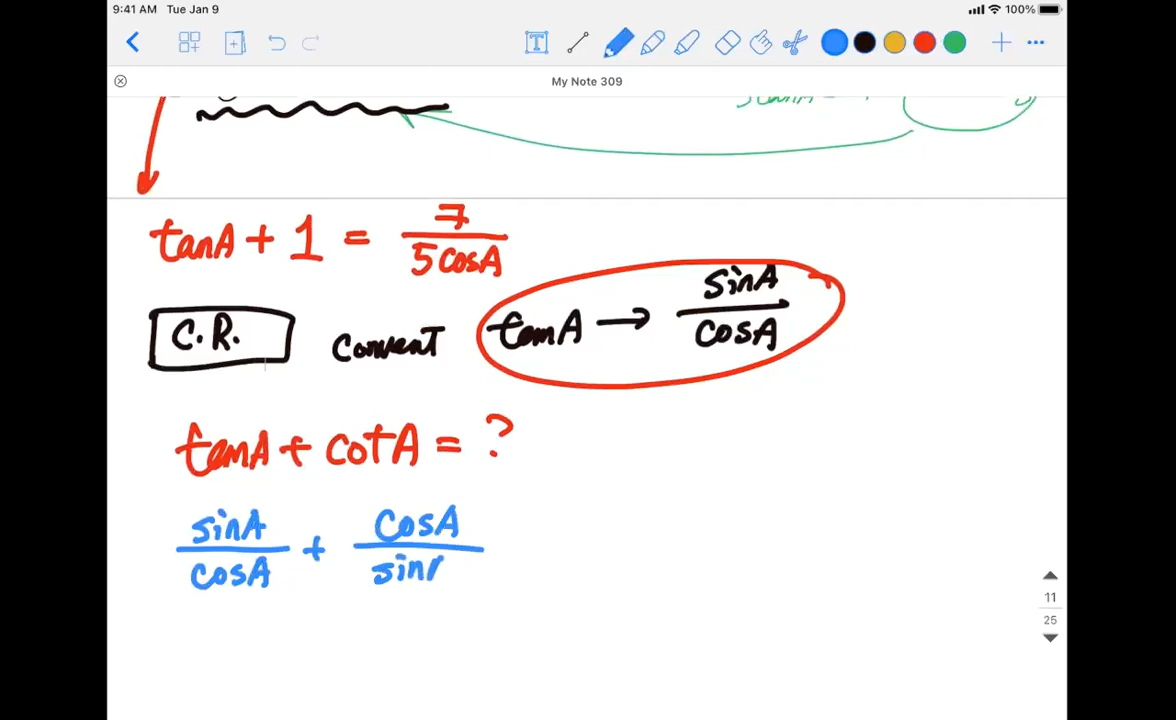 9:41 AM Tue Jan 9 100%
My Note 309
tanA + 1 = 7/5cosA
C.R. convert tanA → sinA/cosA
tanA + cotA = ?
sinA/cosA + cosA/sin
11
25